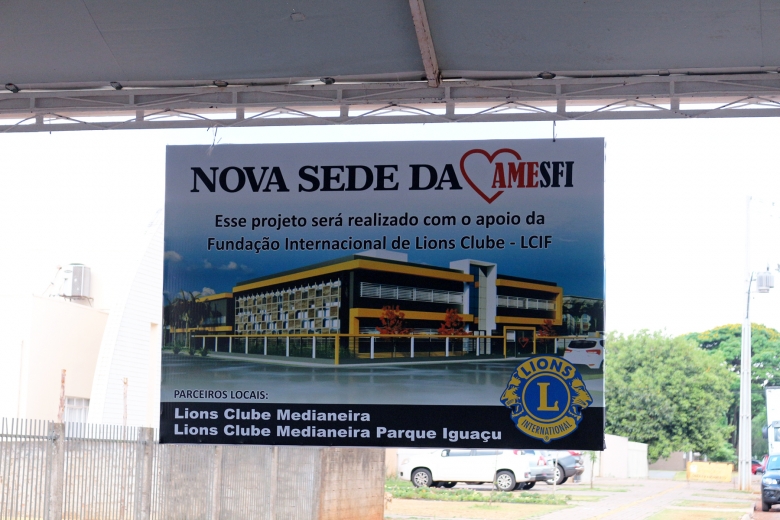 NOVA SEDE DA AMESFI
Esse projeto será realizado com o apoio da
Fundação Internacional de Lions Clube - LCIF
PARCEIROS LOCAIS:
Lions Clube Medianeira
Lions Clube Medianeira Parque Iguaçu
LIONS
L
INTERNATIONAL